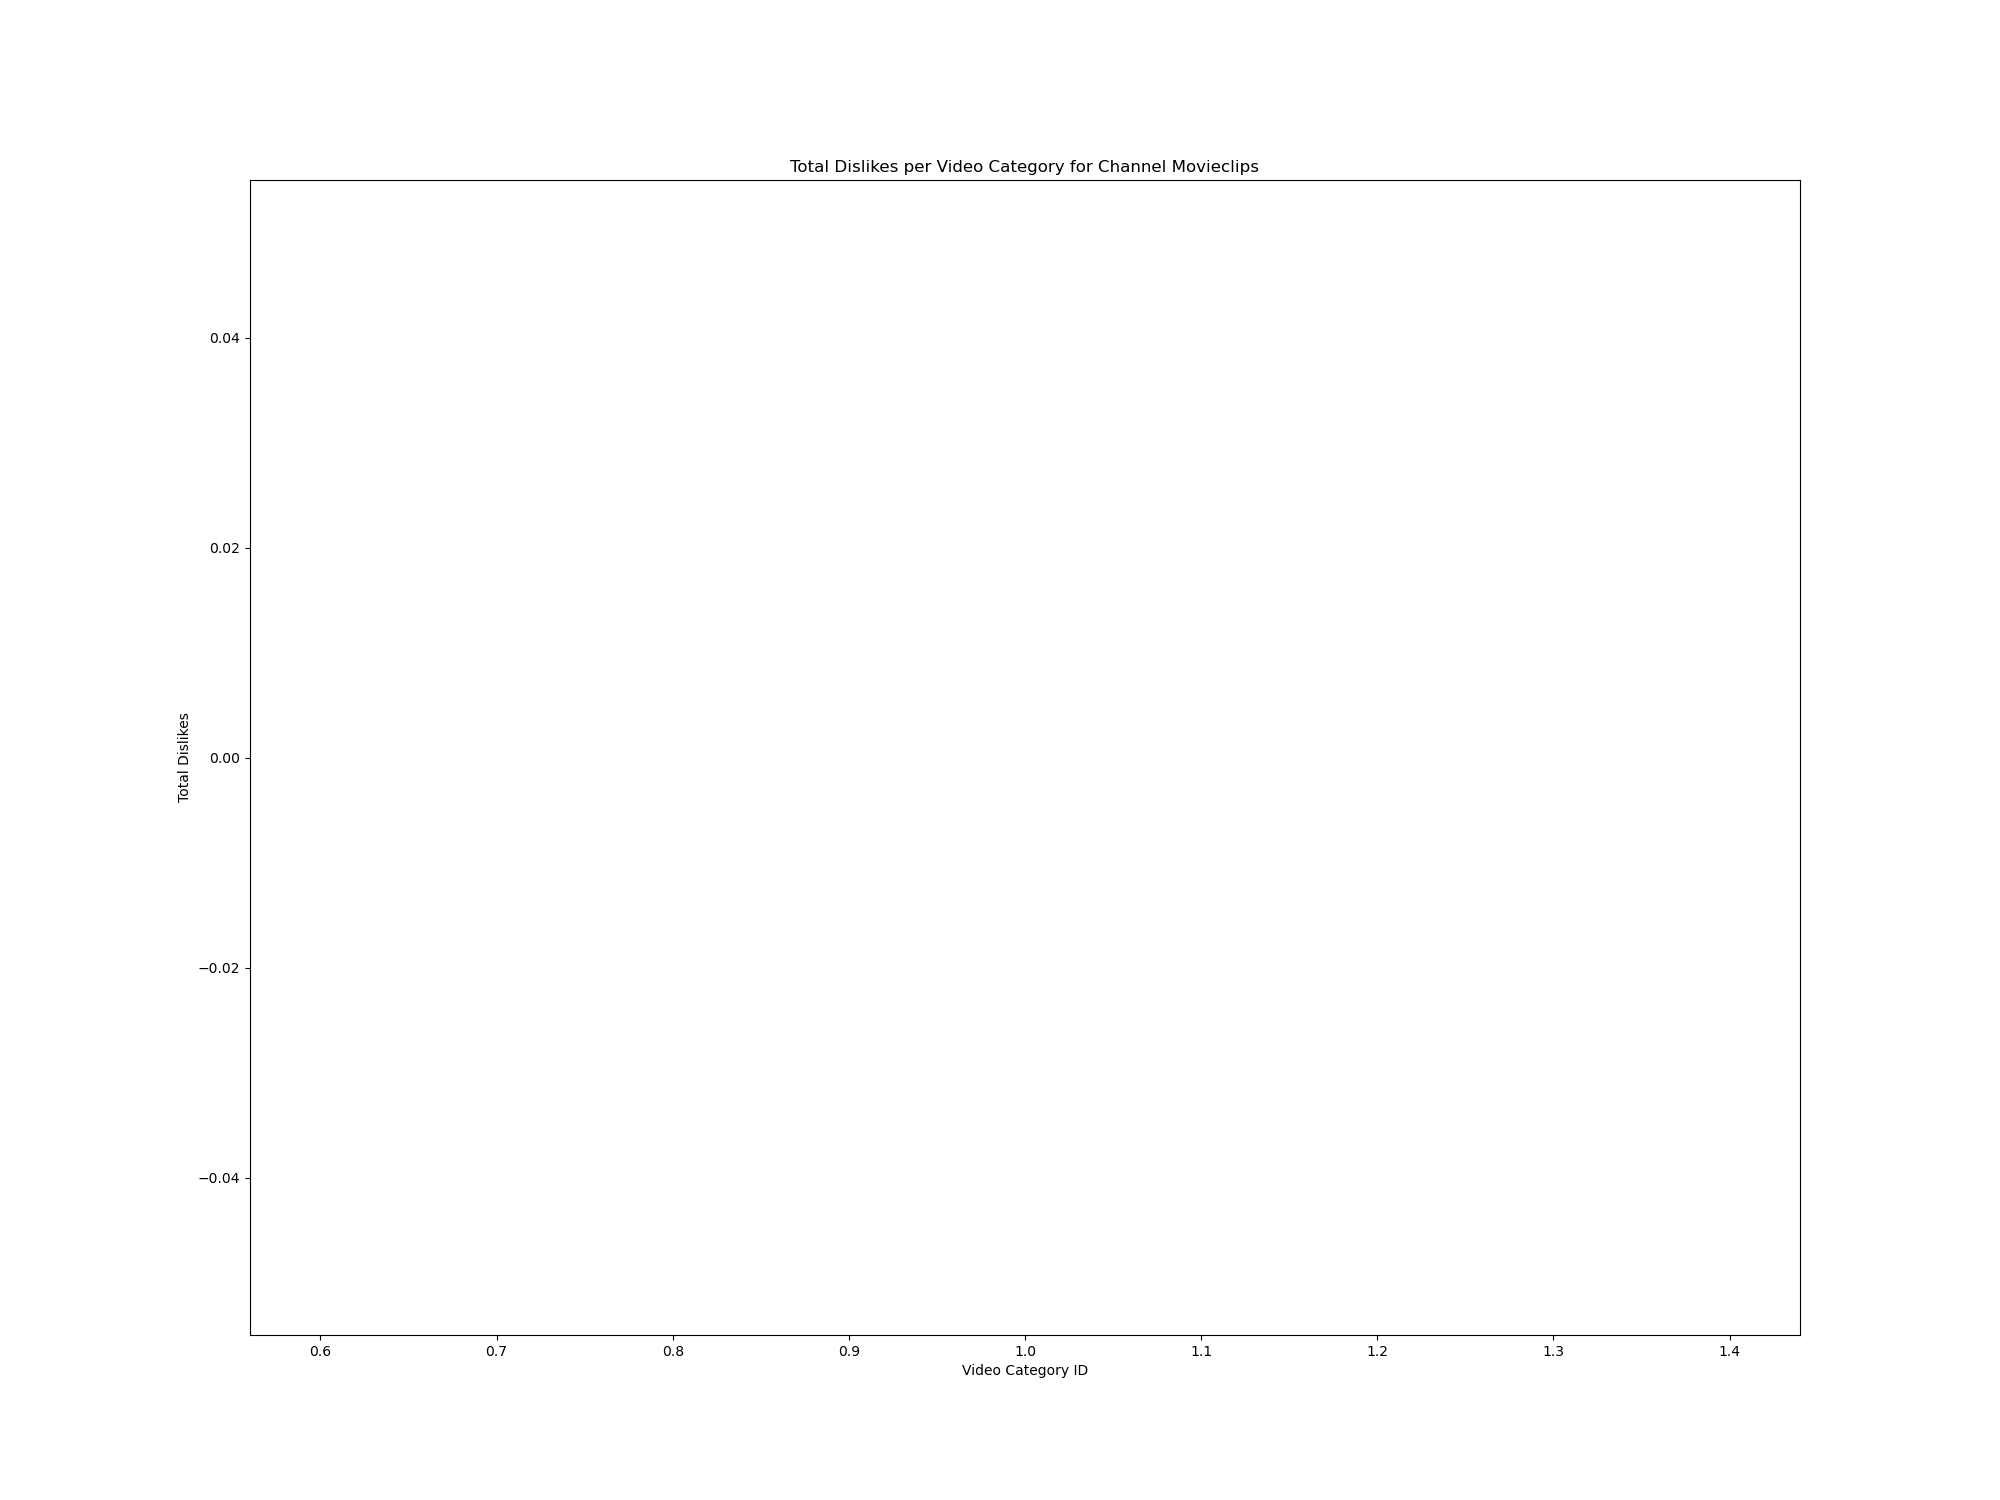 Total Dislikes per Video Category for Channel Movieclips
0.04
0.02
0.00
−0.02
−0.04
Total Dislikes
0.6 0.7 0.8 0.9 1.0 1.1 1.2 1.3 1.4
Video Category ID